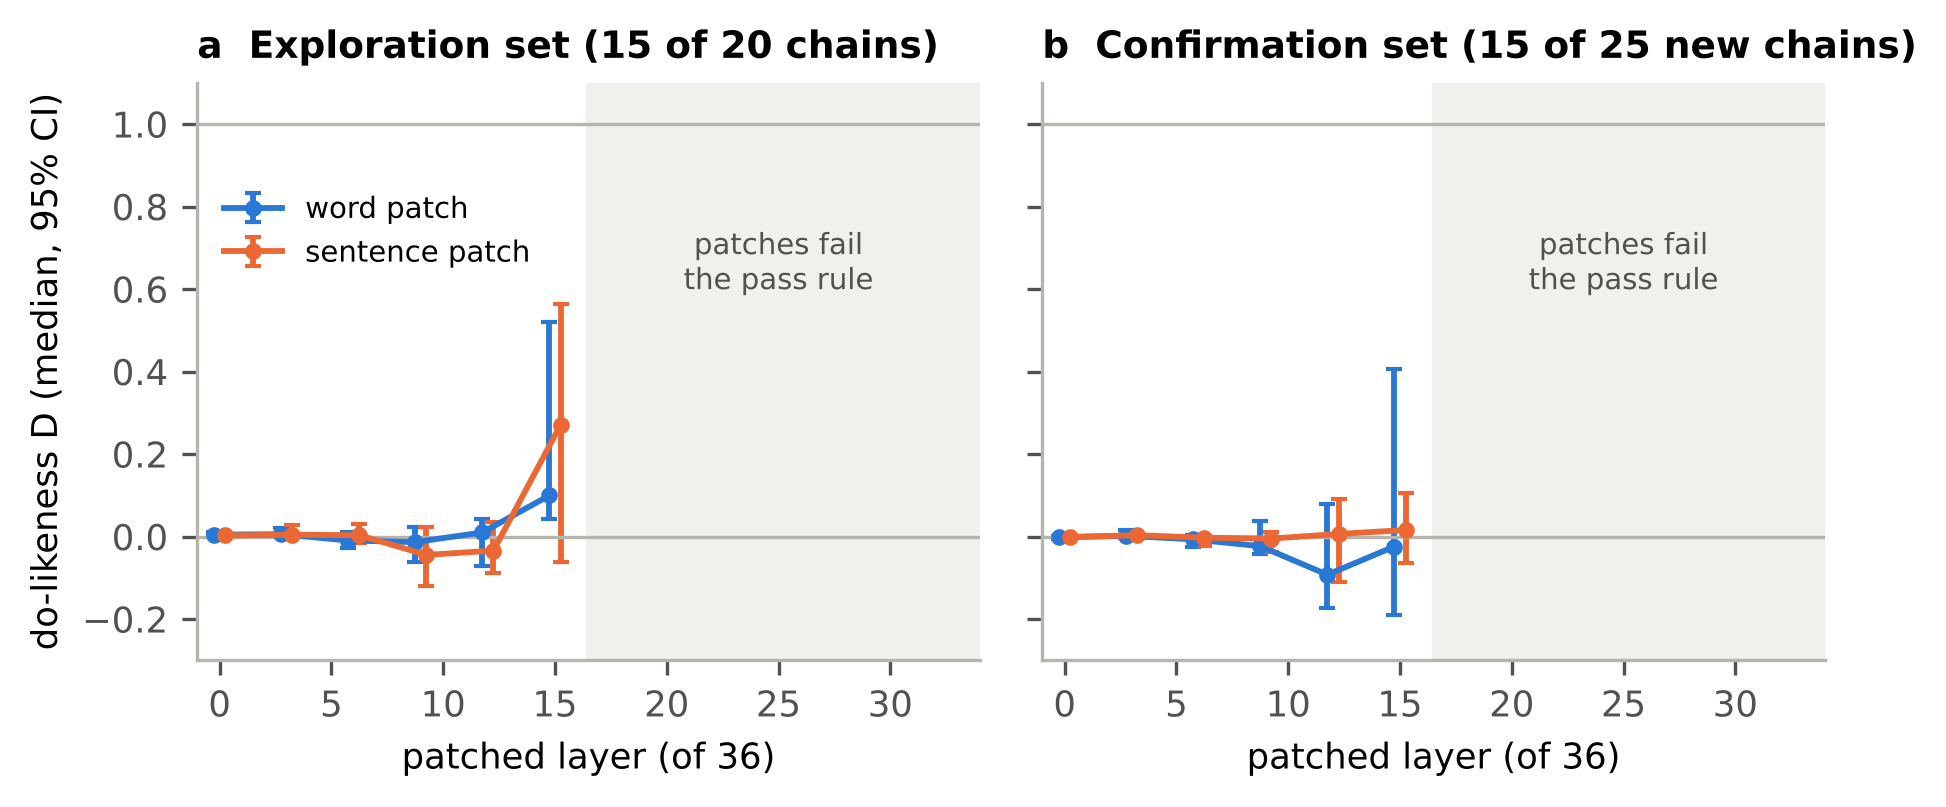 a Exploration set (15 of 20 chains)
b Confirmation set (15 of 25 new chains)
do-likeness D (median, 95% CI)
1.0
0.8
0.6
0.4
0.2
0.0
−0.2
word patch
sentence patch
patches fail
the pass rule
patches fail
the pass rule
0 5 10 15 20 25 30
0 5 10 15 20 25 30
patched layer (of 36)
patched layer (of 36)